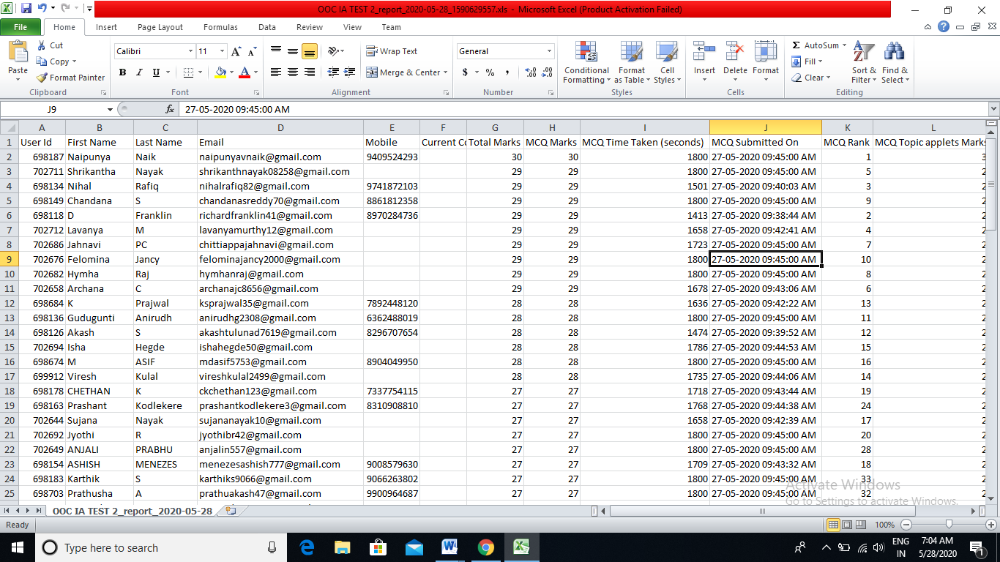 OOC IA TEST 2_report_2020-05-28_1590629557.xls - Microsoft Excel (Product Activation Failed)
File Home Insert Page Layout Formulas Data Review View Team
Paste Cut Copy Format Painter Clipboard
Calibri 11 B I U Font
Wrap Text Merge & Center Alignment
General $ % , Number
Conditional Formatting Format as Table Cell Styles Styles
Insert Delete Format Cells
AutoSum Fill Clear Sort & Filter Find & Select Editing
J9 fx 27-05-2020 09:45:00 AM
A B C D E F G H I J K L
1 User Id First Name Last Name Email Mobile Current Co Total Marks MCQ Marks MCQ Time Taken (seconds) MCQ Submitted On MCQ Rank MCQ Topic applets Marks
2 698187 Naipunya Naik naipunyavnaik@gmail.com 9409524293 30 30 1800 27-05-2020 09:45:00 AM 1 3
3 702711 Shrikantha Nayak shrikanthnayak08258@gmail.com 29 29 1800 27-05-2020 09:45:00 AM 5 2
4 698134 Nihal Rafiq nihalrafiq82@gmail.com 9741872103 29 29 1501 27-05-2020 09:40:03 AM 3 2
5 698149 Chandana S chandanasreddy70@gmail.com 8861812358 29 29 1800 27-05-2020 09:45:00 AM 9 2
6 698118 D Franklin richardfranklin41@gmail.com 8970284736 29 29 1413 27-05-2020 09:38:44 AM 2 2
7 702712 Lavanya M lavanyamurthy12@gmail.com 29 29 1658 27-05-2020 09:42:41 AM 4 2
8 702686 Jahnavi PC chittiappajahnavi@gmail.com 29 29 1723 27-05-2020 09:45:00 AM 7 2
9 702676 Felomina Jancy felominajancy2000@gmail.com 29 29 1800 27-05-2020 09:45:00 AM 10 2
10 702682 Hymha Raj hymhanraj@gmail.com 29 29 1800 27-05-2020 09:45:00 AM 8 2
11 702658 Archana C archanajc8656@gmail.com 29 29 1678 27-05-2020 09:43:06 AM 6 2
12 698684 K Prajwal ksprajwal35@gmail.com 7892448120 28 28 1636 27-05-2020 09:42:22 AM 13 2
13 698136 Gudugunti Anirudh anirudhg2308@gmail.com 6362488019 28 28 1800 27-05-2020 09:45:00 AM 11 2
14 698126 Akash S akashtulunad7619@gmail.com 8296707654 28 28 1474 27-05-2020 09:39:52 AM 12 2
15 702694 Isha Hegde ishahegde50@gmail.com 28 28 1786 27-05-2020 09:44:53 AM 15 2
16 698674 M ASIF mdasif5753@gmail.com 8904049950 28 28 1800 27-05-2020 09:45:00 AM 16 2
17 699912 Viresh Kulal vireshkulal2499@gmail.com 28 28 1735 27-05-2020 09:44:06 AM 14 2
18 698178 CHETHAN K ckchethan123@gmail.com 7337754115 27 27 1718 27-05-2020 09:43:44 AM 19 2
19 698163 Prashant Kodlekere prashantkodlekere3@gmail.com 8310908810 27 27 1768 27-05-2020 09:44:38 AM 24 2
20 702644 Sujana Nayak sujananayak10@gmail.com 27 27 1658 27-05-2020 09:42:39 AM 17 2
21 702692 Jyothi R jyothibr42@gmail.com 27 27 1800 27-05-2020 09:45:00 AM 20 2
22 702649 ANJALI PRABHU anjalin557@gmail.com 27 27 1800 27-05-2020 09:45:00 AM 28 2
23 698154 ASHISH MENEZES menezesashish777@gmail.com 9008579630 27 27 1709 27-05-2020 09:43:32 AM 18 2
24 698183 Karthik S karthiks9066@gmail.com 9066263802 27 27 1800 27-05-2020 09:45:00 AM 33 2
25 698703 Prathusha A prathuakash47@gmail.com 9900964687 27 27 1800 27-05-2020 09:45:00 AM 32 2
Activate Windows
Go to Settings to activate Windows.
OOC IA TEST 2_report_2020-05-28
Ready 100%
Type here to search ENG IN 7:04 AM 5/28/2020 1